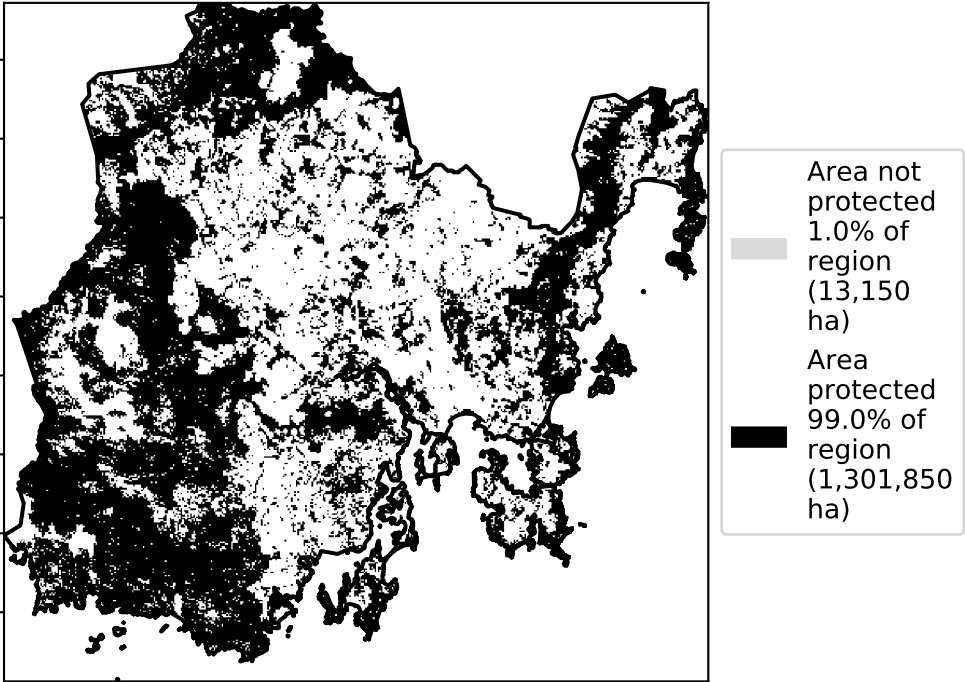 Area not
protected
1.0% of
region
(13,150
ha)
Area
protected
99.0% of
region
(1,301,850
ha)